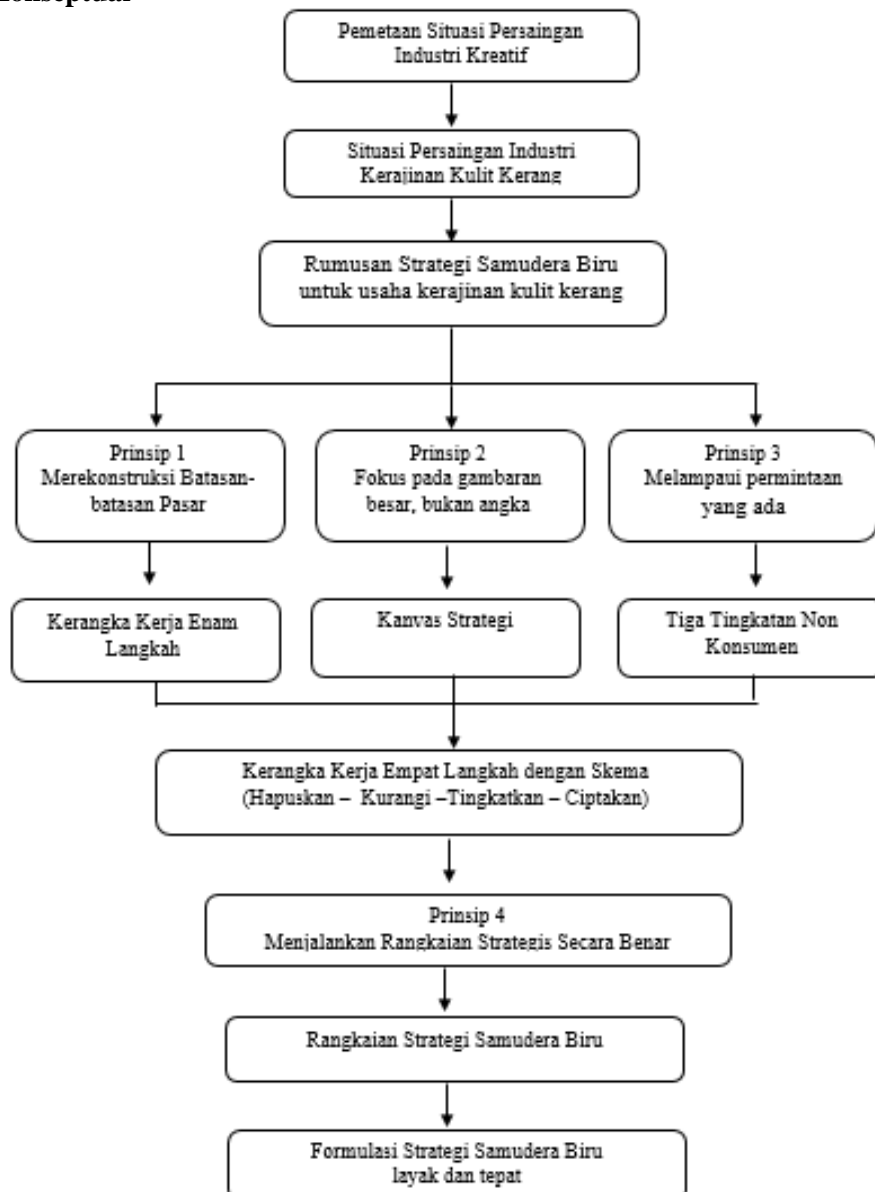 Pemetaan Situasi Persaingan
Industri Kreatif
Situasi Persaingan Industri
Kerajinan Kulit Kerang
Rumusan Strategi Samudera Biru
untuk usaha kerajinan kulit kerang
Prinsip 1
Merekonstruksi Batasan-
batasan Pasar
Prinsip 2
Fokus pada gambaran
besar, bukan angka
Prinsip 3
Melampaui permintaan
yang ada
Kerangka Kerja Enam
Langkah
Kanvas Strategi
Tiga Tingkatan Non
Konsumen
Kerangka Kerja Empat Langkah dengan Skema
(Hapuskan – Kurangi –Tingkatkan – Ciptakan)
Prinsip 4
Menjalankan Rangkaian Strategis Secara Benar
Rangkaian Strategi Samudera Biru
Formulasi Strategi Samudera Biru
layak dan tepat